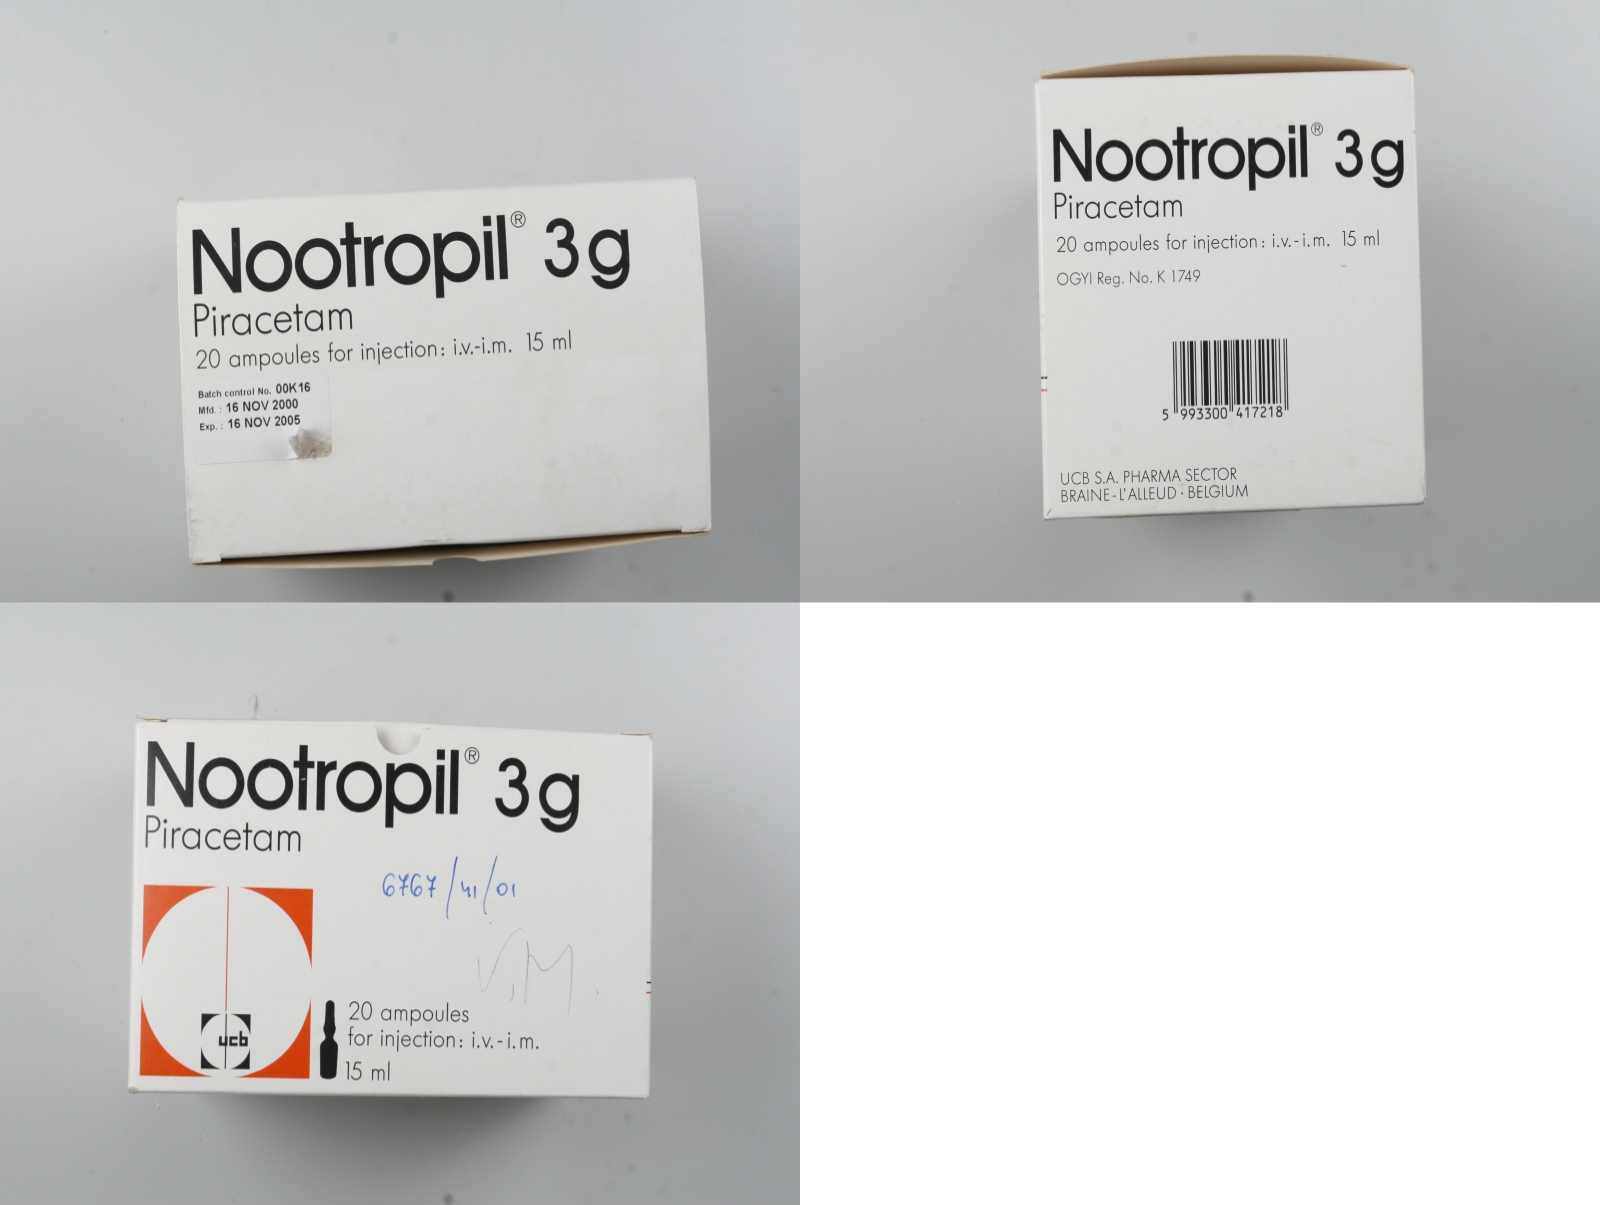 Nootropil® 3g
Piracetam
20 ampoules for injection: i.v.-i.m. 15 ml
Batch control No. 00K16
Mfd. : 16 NOV 2000
Exp. : 16 NOV 2005
Nootropil® 3g
Piracetam
20 ampoules for injection: i.v.-i.m. 15 ml
OGYI Reg. No. K 1749
5 993300 417218
UCB S.A. PHARMA SECTOR
BRAINE-L'ALLEUD · BELGIUM
Nootropil® 3g
Piracetam
6767/41/01
V.M.
ucb
20 ampoules
for injection: i.v.-i.m.
15 ml